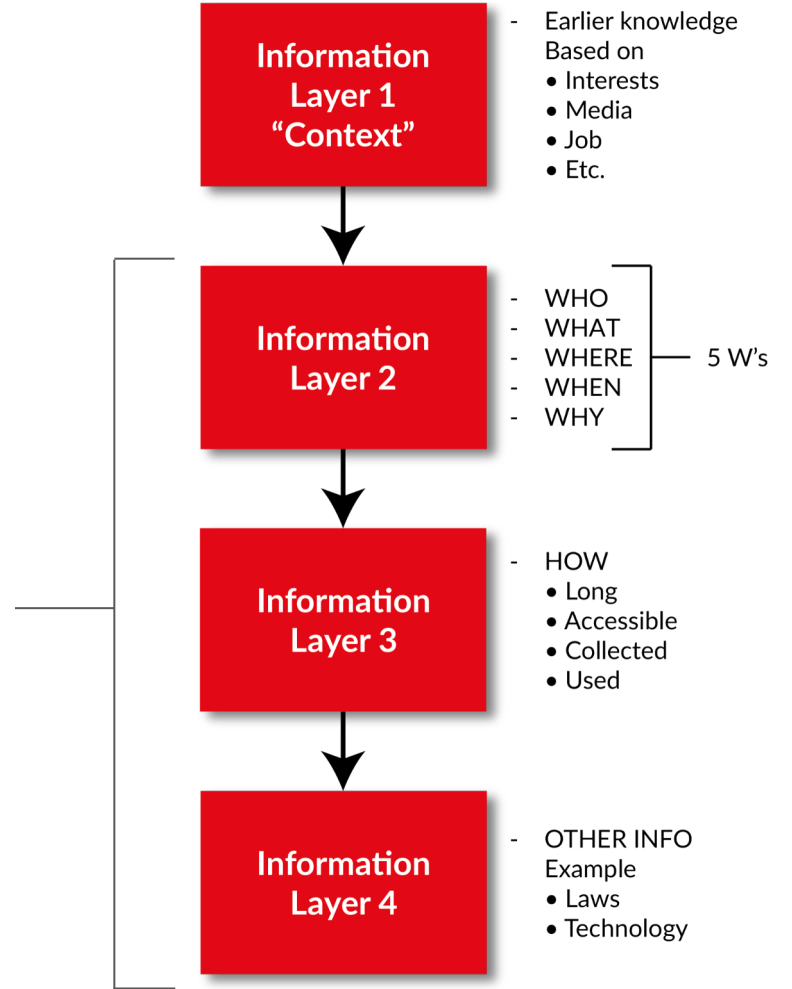 Information
Layer 1
“Context”
- Earlier knowledge
Based on
• Interests
• Media
• Job
• Etc.
Information
Layer 2
- WHO
- WHAT
- WHERE
- WHEN
- WHY
5 W’s
Information
Layer 3
- HOW
• Long
• Accessible
• Collected
• Used
Information
Layer 4
- OTHER INFO
Example
• Laws
• Technology